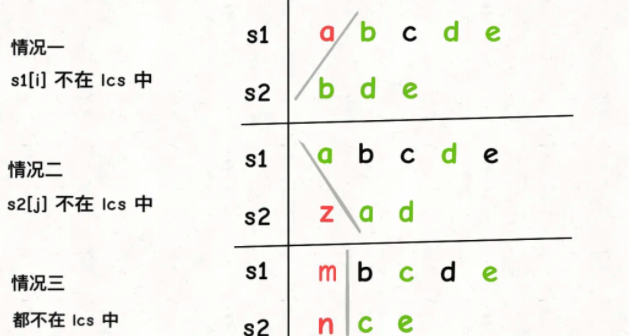 情况一
s1[i] 不在 lcs 中
s1 a b c d e
s2 b d e
情况二
s2[j] 不在 lcs 中
s1 a b c d e
s2 z a d
情况三
都不在 lcs 中
s1 m b c d e
s2 n c e